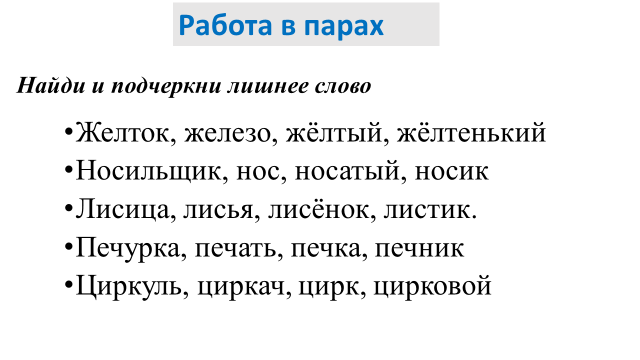 Работа в парах
Найди и подчеркни лишнее слово
•Желток, железо, жёлтый, жёлтенький
•Носильщик, нос, носатый, носик
•Лисица, лисья, лисёнок, листик.
•Печурка, печать, печка, печник
•Циркуль, циркач, цирк, цирковой